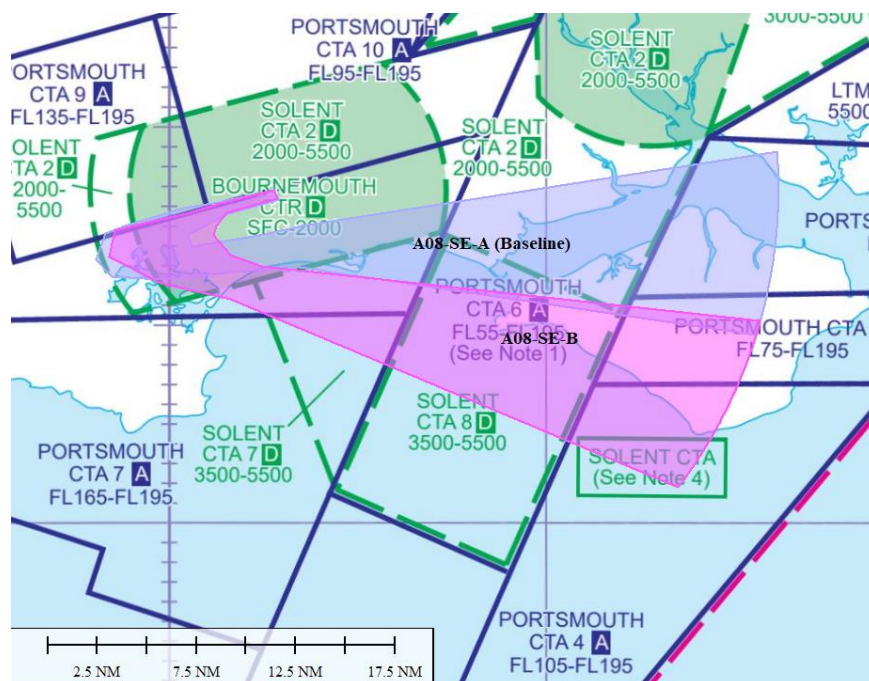 PORTSMOUTH
CTA 10 A
FL95-FL195
3000-5500
SOLENT
CTA 2 D
2000-5500
PORTSMOUTH
CTA 9 A
FL135-FL195
LTM
5500
SOLENT
CTA 2 D
2000-5500
SOLENT
CTA 2 D
2000-5500
OLENT
TA 2 D
2000-
5500
BOURNEMOUTH
CTR D
SFC-2000
PORTS
A08-SE-A (Baseline)
PORTSMOUTH
CTA 6 A
FL55-FL195
(See Note 1)
A08-SE-B
PORTSMOUTH CTA
FL75-FL195
SOLENT
CTA 8 D
3500-5500
SOLENT
CTA 7 D
3500-5500
PORTSMOUTH
CTA 7 A
FL165-FL195
SOLENT CTA
(See Note 4)
PORTSMOUTH
CTA 4 A
FL105-FL195
2.5 NM 7.5 NM 12.5 NM 17.5 NM